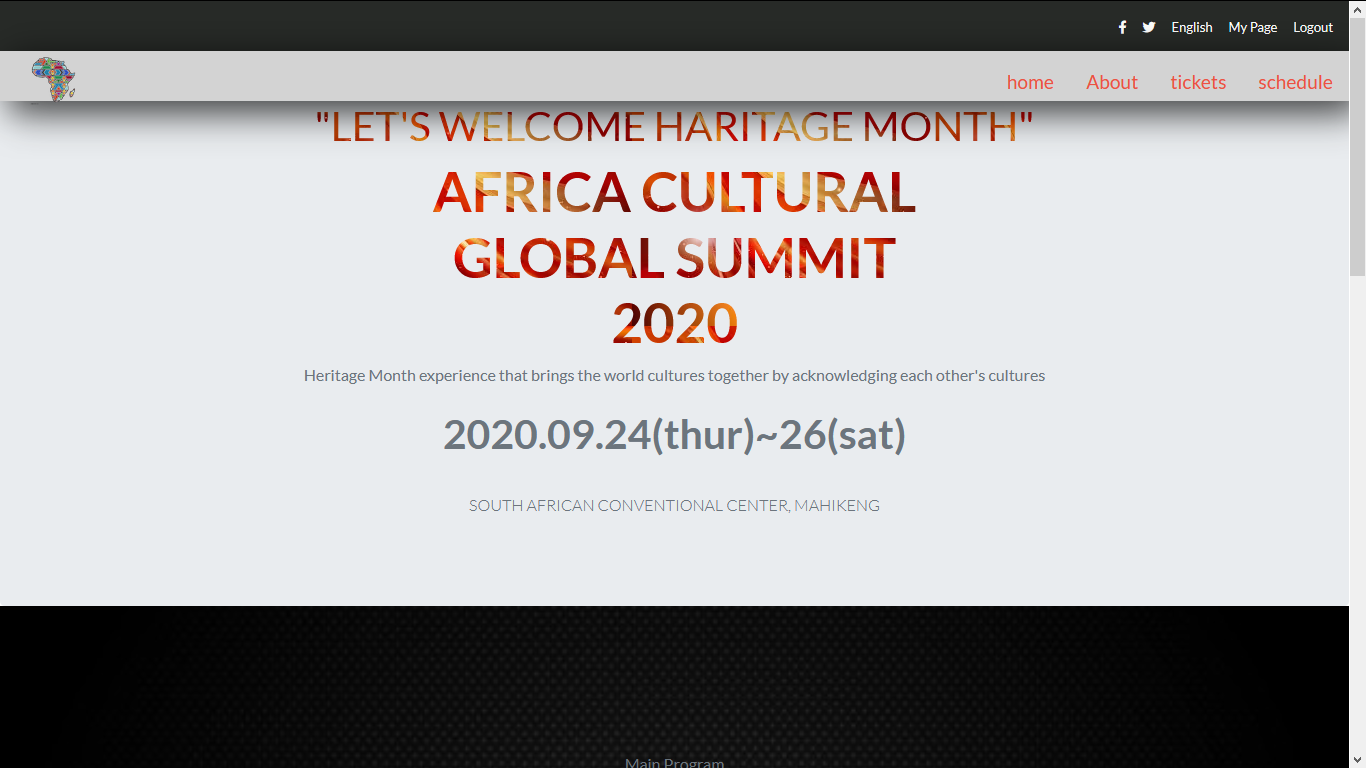 English My Page Logout
home About tickets schedule
"LET'S WELCOME HARITAGE MONTH"
AFRICA CULTURAL
GLOBAL SUMMIT
2020
Heritage Month experience that brings the world cultures together by acknowledging each other's cultures
2020.09.24(thur)~26(sat)
SOUTH AFRICAN CONVENTIONAL CENTER, MAHIKENG
Main Program